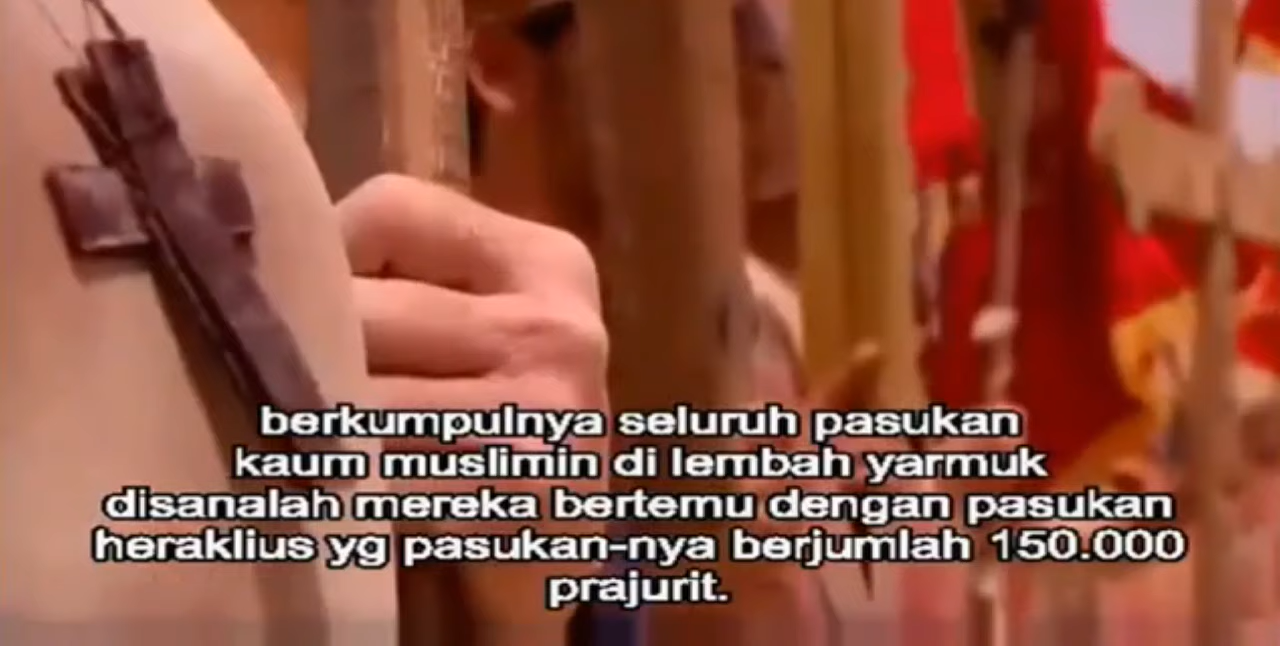 berkumpulnya seluruh pasukan
kaum muslimin di lembah yarmuk
disanalah mereka bertemu dengan pasukan
heraklius yg pasukan-nya berjumlah 150.000
prajurit.